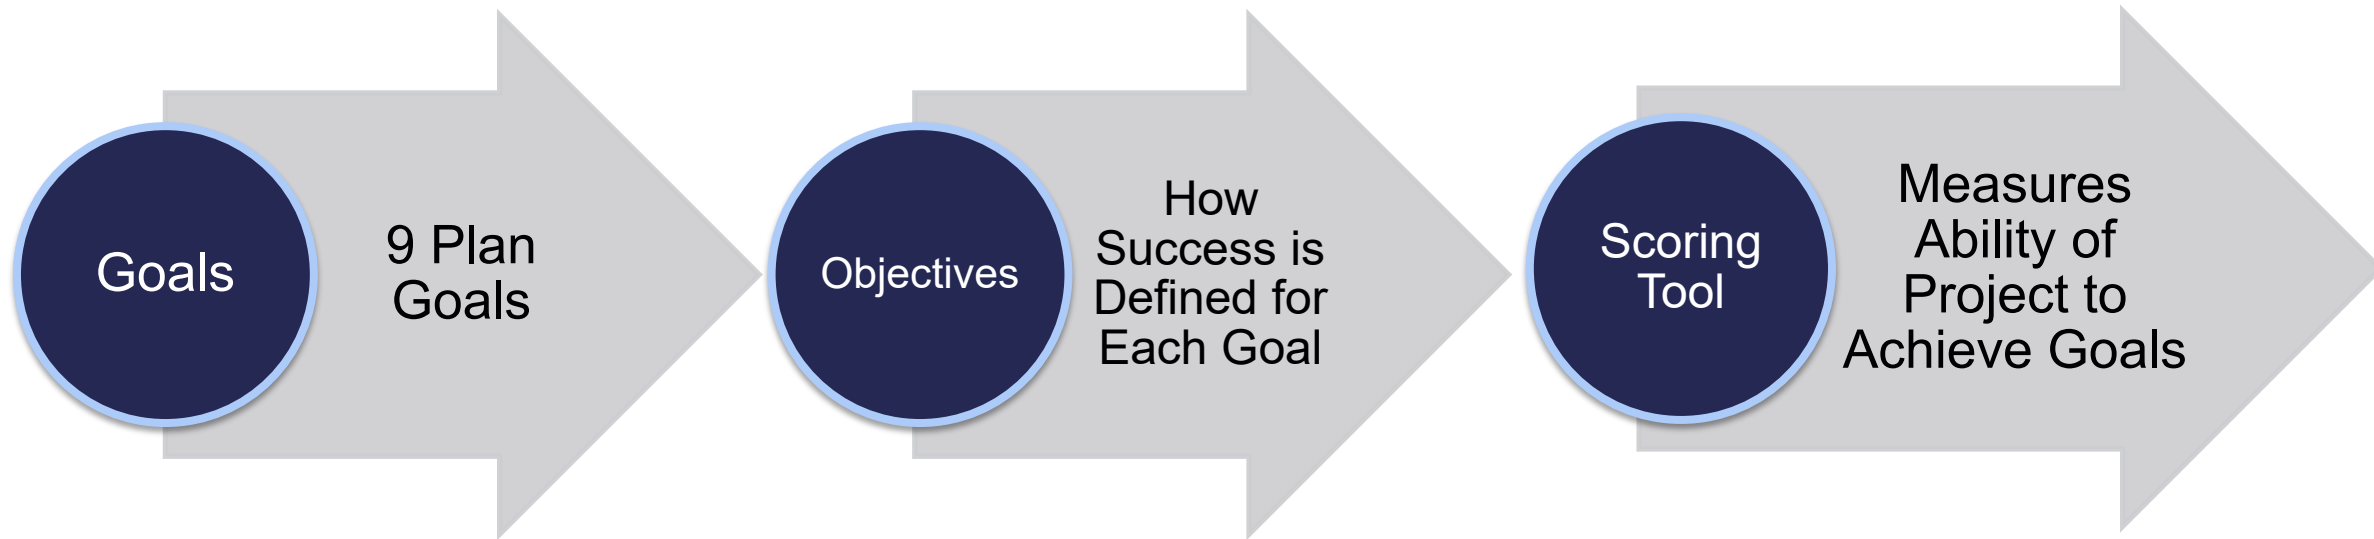 Goals
9 Plan
Goals
Objectives
How
Success is
Defined for
Each Goal
Scoring
Tool
Measures
Ability of
Project to
Achieve Goals